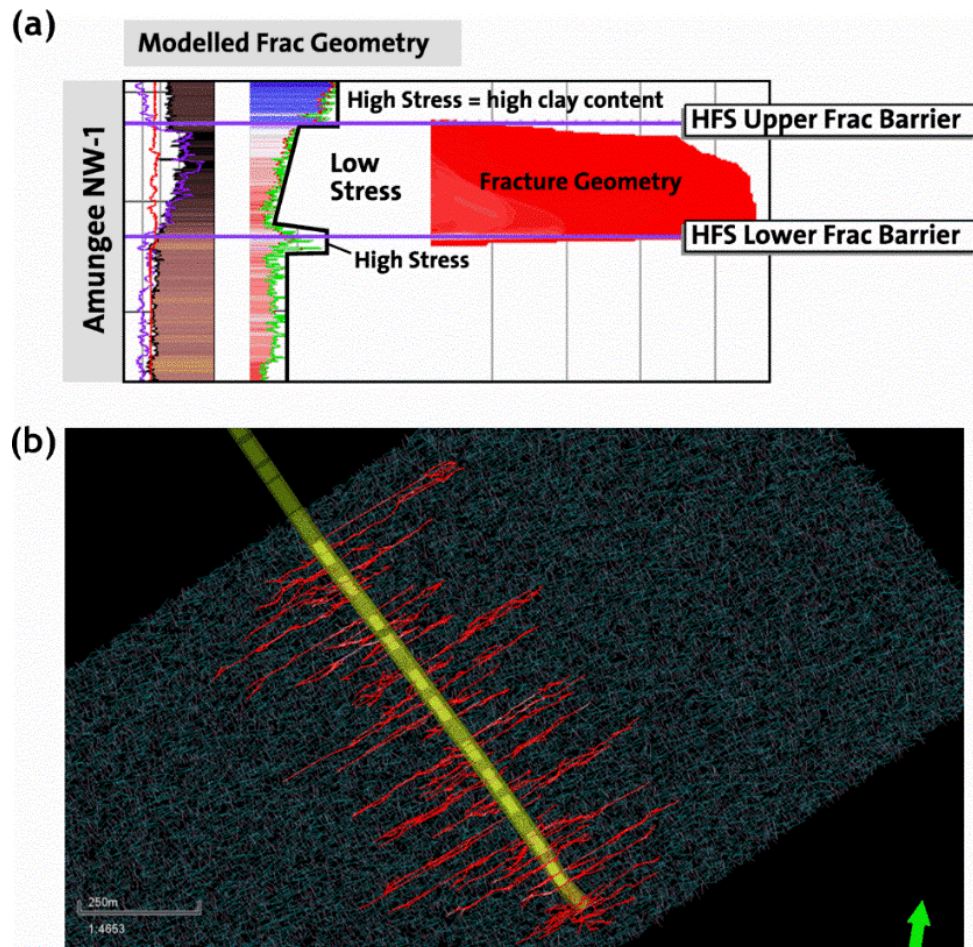 (a)
Modelled Frac Geometry
Amungee NW-1
High Stress = high clay content
HFS Upper Frac Barrier
Low
Stress
Fracture Geometry
HFS Lower Frac Barrier
High Stress
(b)
250m
1:4653